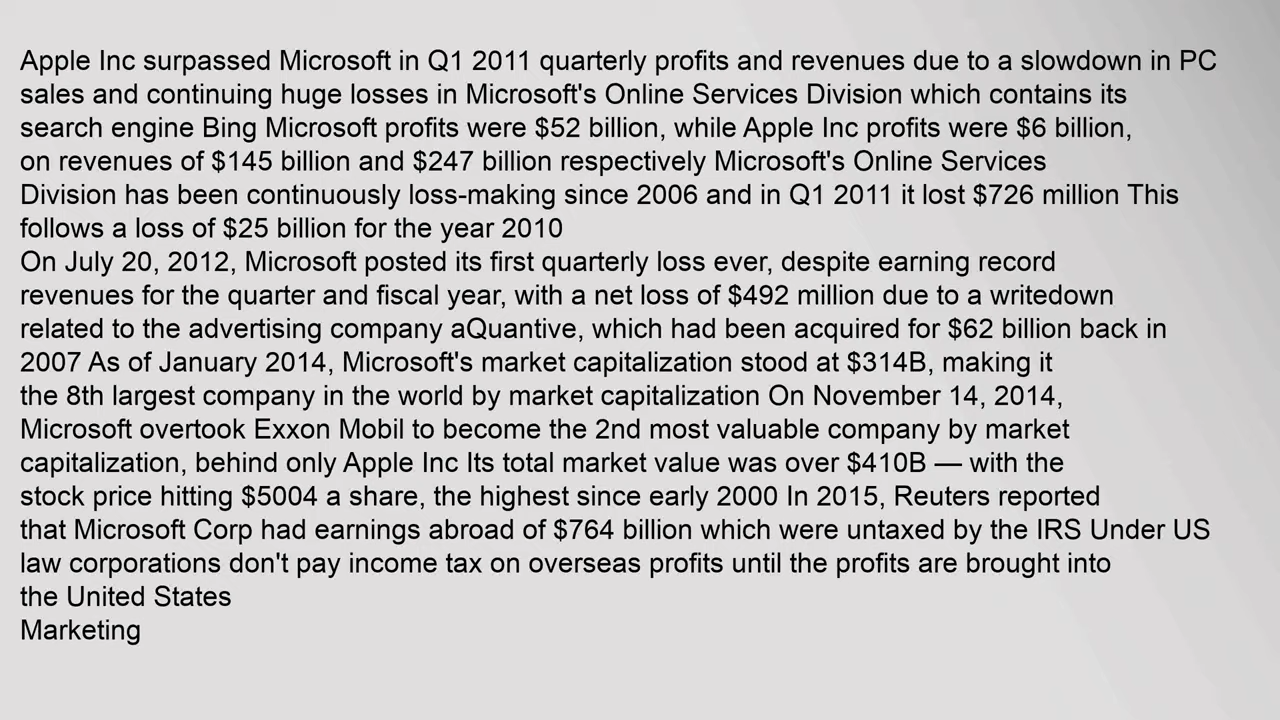 Apple Inc surpassed Microsoft in Q1 2011 quarterly profits and revenues due to a slowdown in PC
sales and continuing huge losses in Microsoft's Online Services Division which contains its
search engine Bing Microsoft profits were $52 billion, while Apple Inc profits were $6 billion,
on revenues of $145 billion and $247 billion respectively Microsoft's Online Services
Division has been continuously loss-making since 2006 and in Q1 2011 it lost $726 million This
follows a loss of $25 billion for the year 2010
On July 20, 2012, Microsoft posted its first quarterly loss ever, despite earning record
revenues for the quarter and fiscal year, with a net loss of $492 million due to a writedown
related to the advertising company aQuantive, which had been acquired for $62 billion back in
2007 As of January 2014, Microsoft's market capitalization stood at $314B, making it
the 8th largest company in the world by market capitalization On November 14, 2014,
Microsoft overtook Exxon Mobil to become the 2nd most valuable company by market
capitalization, behind only Apple Inc Its total market value was over $410B — with the
stock price hitting $5004 a share, the highest since early 2000 In 2015, Reuters reported
that Microsoft Corp had earnings abroad of $764 billion which were untaxed by the IRS Under US
law corporations don't pay income tax on overseas profits until the profits are brought into
the United States
Marketing